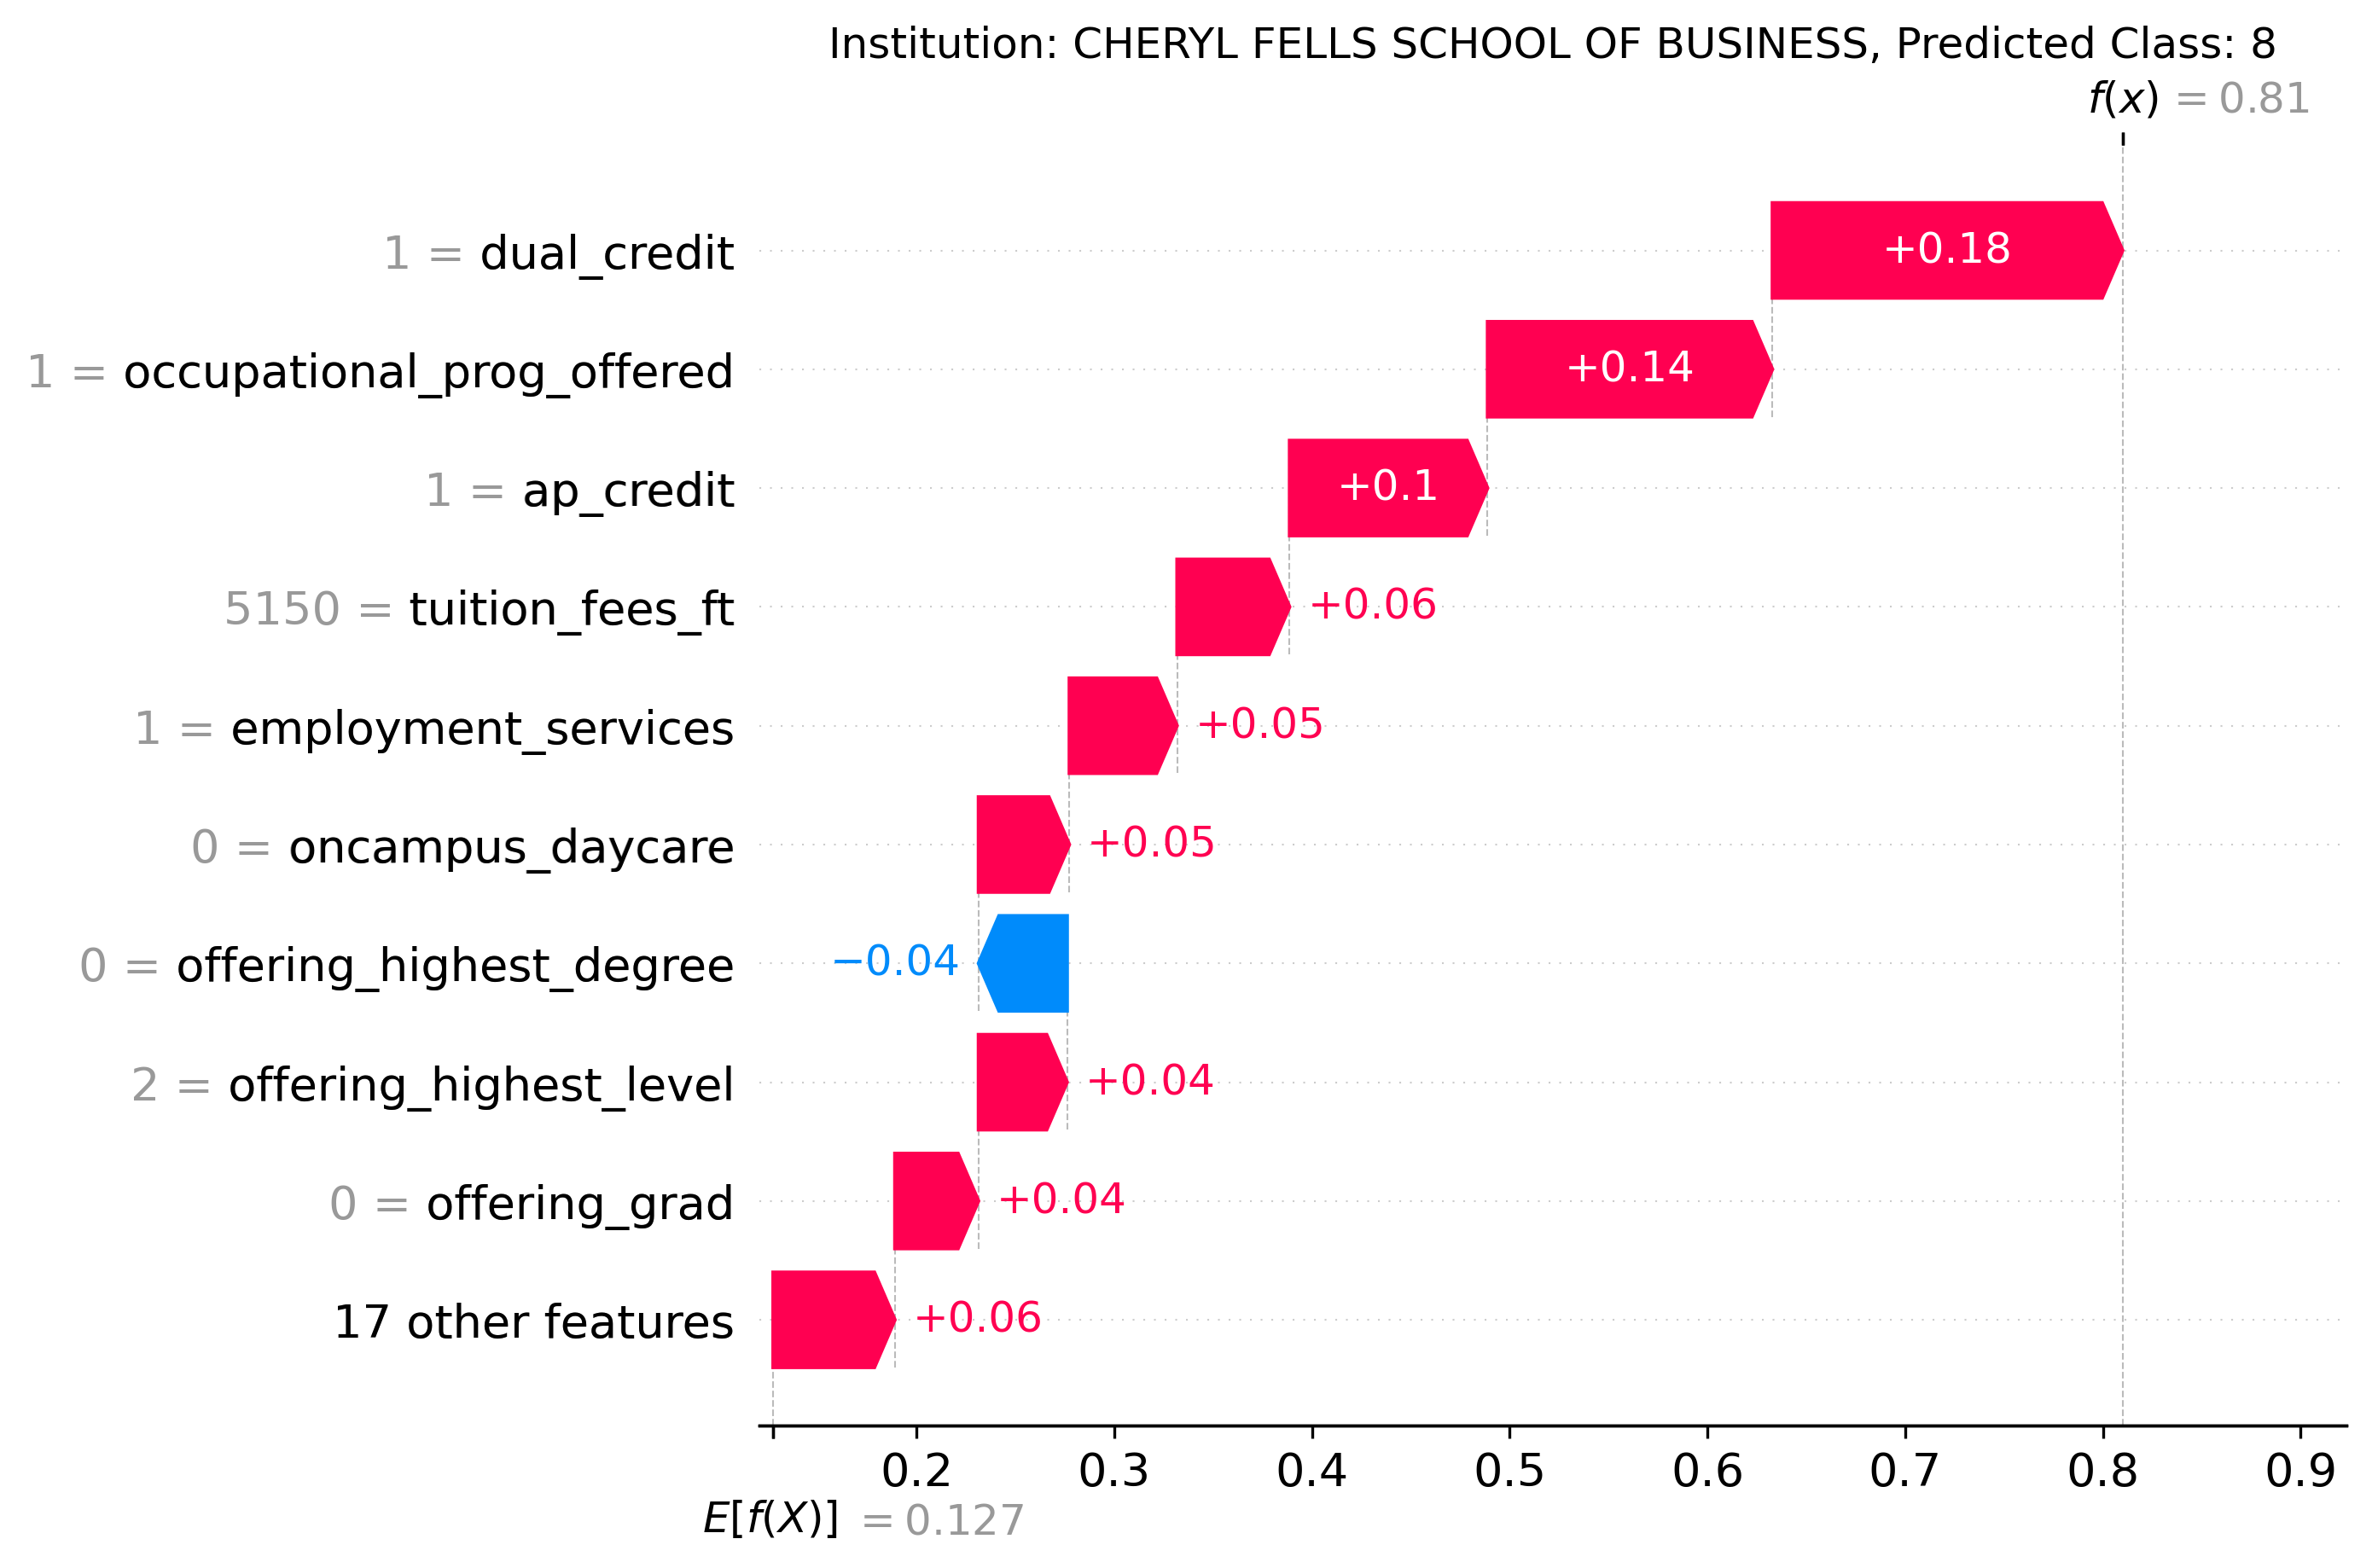 Institution: CHERYL FELLS SCHOOL OF BUSINESS, Predicted Class: 8
f(x) = 0.81
1 = dual_credit +0.18
1 = occupational_prog_offered +0.14
1 = ap_credit +0.1
5150 = tuition_fees_ft +0.06
1 = employment_services +0.05
0 = oncampus_daycare +0.05
0 = offering_highest_degree −0.04
2 = offering_highest_level +0.04
0 = offering_grad +0.04
17 other features +0.06
0.2 0.3 0.4 0.5 0.6 0.7 0.8 0.9
E[f(X)] = 0.127